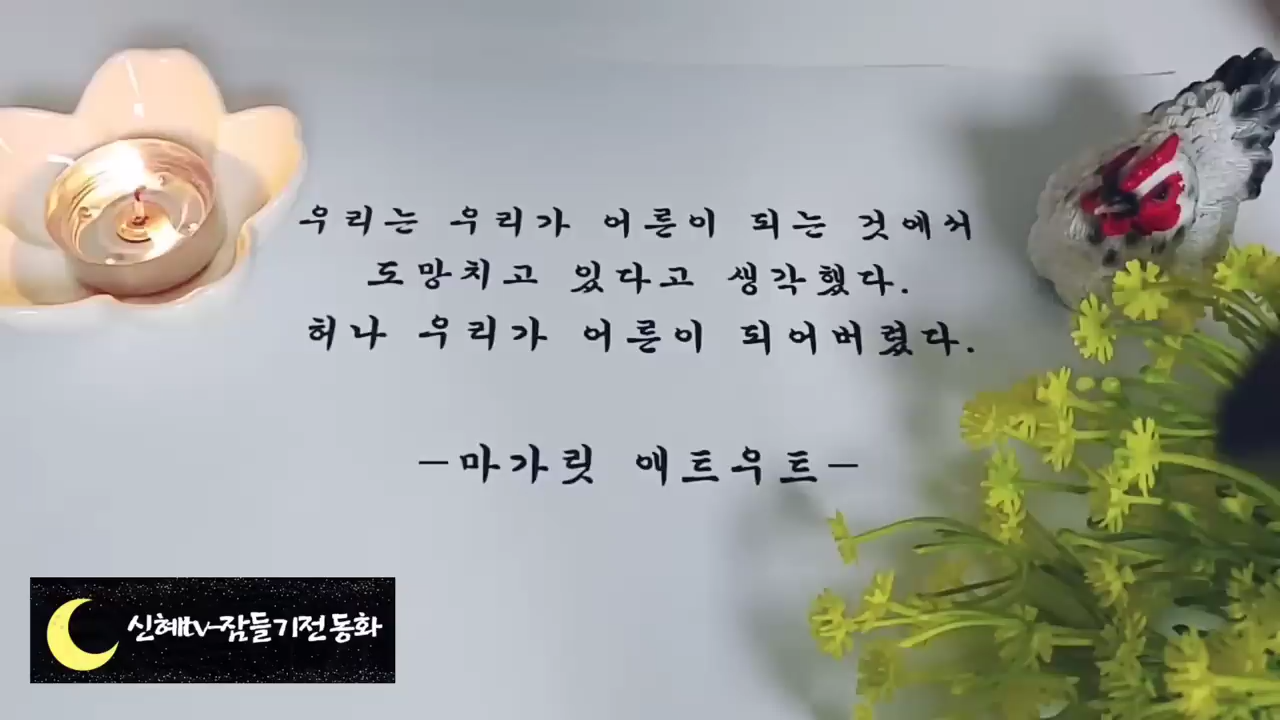 우리는 우리가 어른이 되는 것에서
도망치고 있다고 생각했다.
허나 우리가 어른이 되어버렸다.
-마가릿 애트우트-
신혜tv-잠들기전 동화